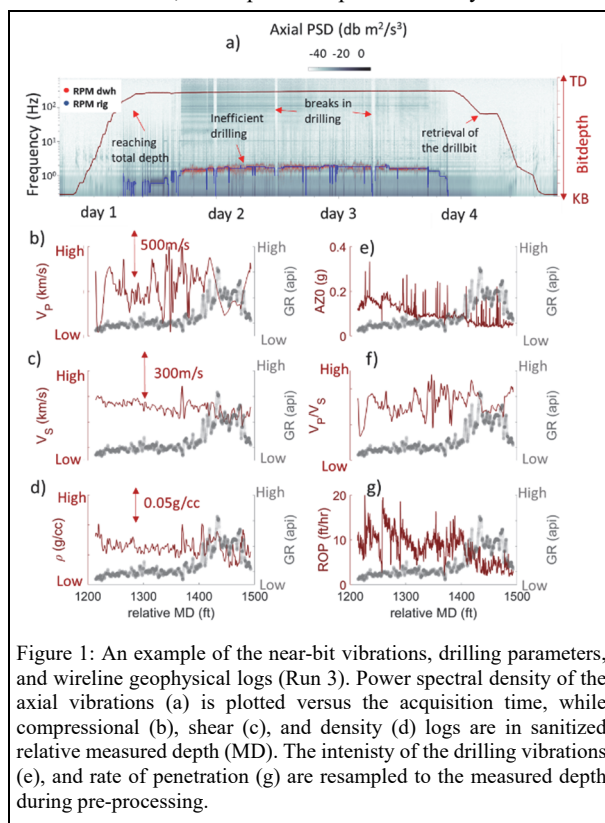 Axial PSD (db m²/s³)
a)
-40 -20 0
RPM dwh
RPM rig
TD
10²
10¹
10⁰
Frequency (Hz)
Bitdepth
KB
reaching
total depth
Inefficient
drilling
breaks in
drilling
retrieval of
the drillbit
day 1 day 2 day 3 day 4
b)
High
500m/s
High
V_P (km/s)
GR (api)
Low
Low
e)
0.4
High
0.2
AZ0 (g)
GR (api)
0
Low
c)
High
300m/s
High
V_S (km/s)
GR (api)
Low
Low
f)
High
High
V_P/V_S
GR (api)
Low
Low
d)
High
0.05g/cc
High
ρ (g/cc)
GR (api)
Low
Low
1200 1300 1400 1500
relative MD (ft)
g)
20
High
10
ROP (ft/hr)
GR (api)
0
Low
1200 1300 1400 1500
relative MD (ft)
Figure 1: An example of the near-bit vibrations, drilling parameters,
and wireline geophysical logs (Run 3). Power spectral density of the
axial vibrations (a) is plotted versus the acquisition time, while
compressional (b), shear (c), and density (d) logs are in sanitized
relative measured depth (MD). The intenisty of the drilling vibrations
(e), and rate of penetration (g) are resampled to the measured depth
during pre-processing.